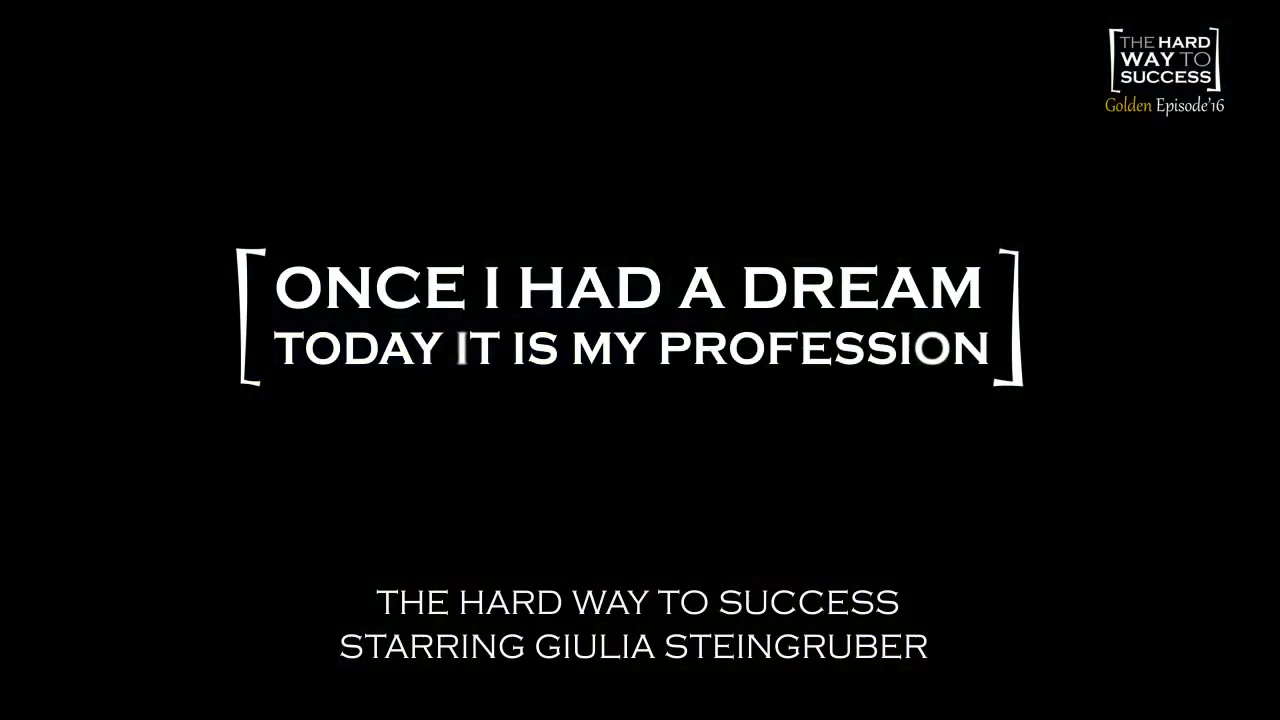 THE HARD
WAY TO
SUCCESS
Golden Episode'16
ONCE I HAD A DREAM
TODAY IT IS MY PROFESSION
THE HARD WAY TO SUCCESS
STARRING GIULIA STEINGRUBER